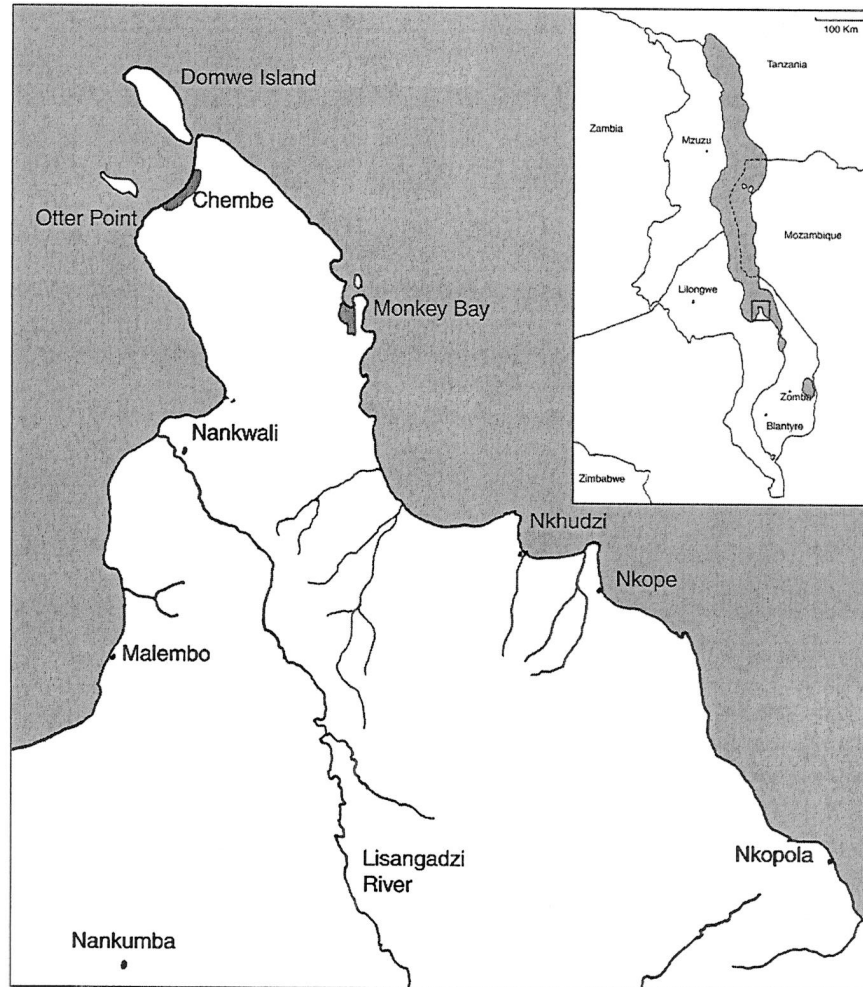 Domwe Island
Otter Point
Chembe
Monkey Bay
Nankwali
Nkhudzi
Nkope
Malembo
Lisangadzi
River
Nkopola
Nankumba
100 Km
Tanzania
Zambia
Mzuzu
Mozambique
Lilongwe
Zomba
Blantyre
Zimbabwe